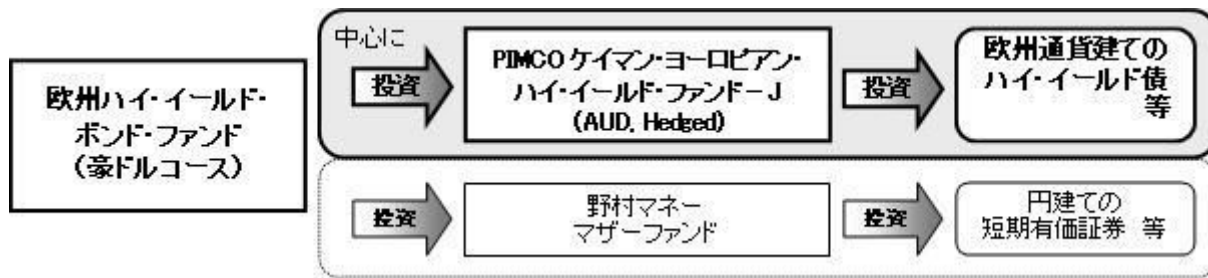 欧州ハイ・イールド・
ボンド・ファンド
(豪ドルコース)
中心に
投資
PIMCO ケイマン・ヨーロピアン・
ハイ・イールド・ファンド－J
(AUD, Hedged)
投資
欧州通貨建ての
ハイ・イールド債
等
投資
野村マネー
マザーファンド
投資
円建ての
短期有価証券 等